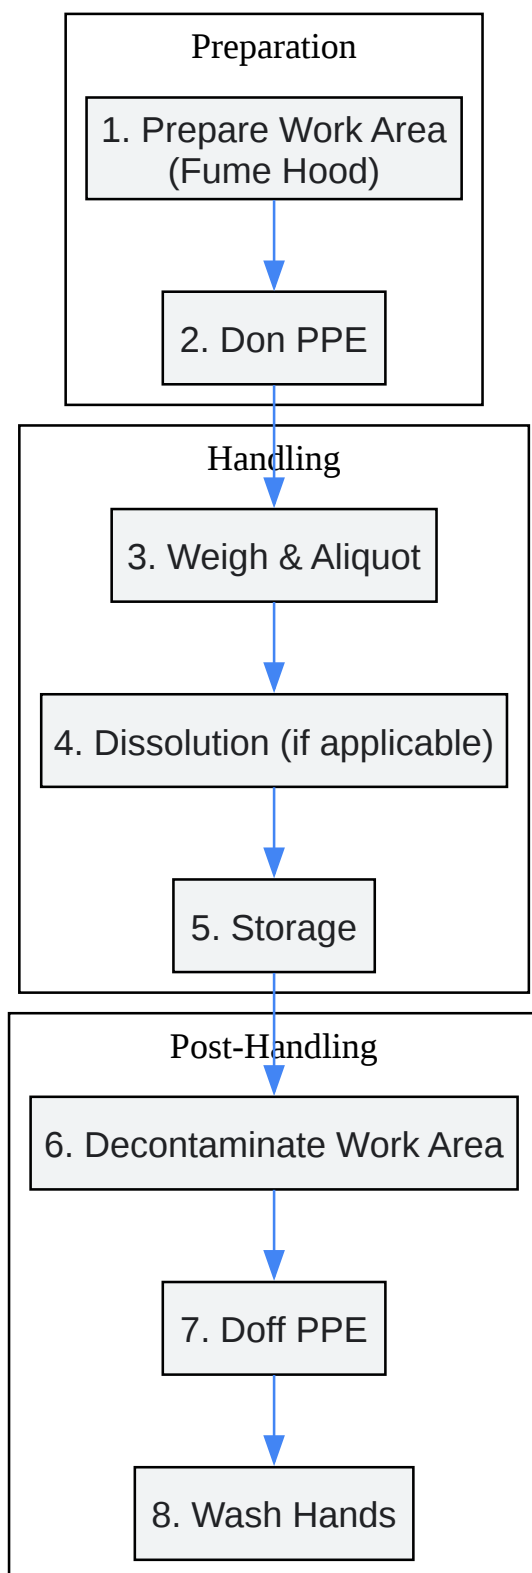 Preparation
1. Prepare Work Area
(Fume Hood)
2. Don PPE
Handling
3. Weigh & Aliquot
4. Dissolution (if applicable)
5. Storage
Post-Handling
6. Decontaminate Work Area
7. Doff PPE
8. Wash Hands